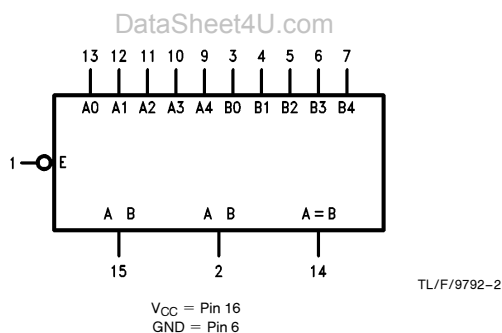 DataSheet4U.com
13 12 11 10 9 3 4 5 6 7
A0 A1 A2 A3 A4 B0 B1 B2 B3 B4
1 E
A B A B A=B
15 2 14
TL/F/9792–2
VCC = Pin 16
GND = Pin 6